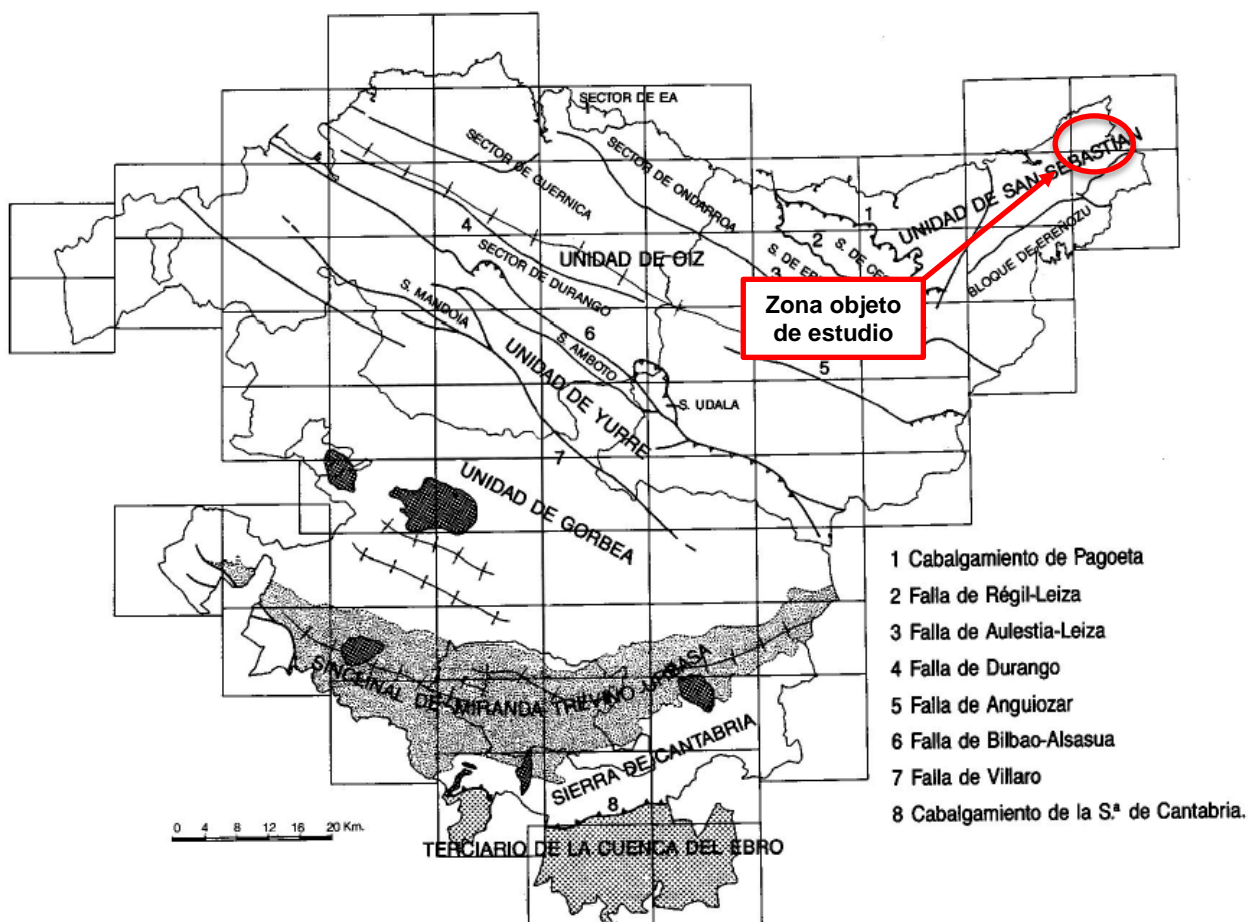 SECTOR DE EA
SECTOR DE GUERNICA
SECTOR DE ONDARROA
UNIDAD DE SAN SEBASTIAN
1
2
4
S. DE
S. DE
BLOQUE DE EREÑOZU
UNIDAD DE OIZ
SECTOR DE DURANGO
S. MANDOIA
Zona objeto
de estudio
6
S. AMBOTO
5
UNIDAD DE YURRE
S. UDALA
7
UNIDAD DE GORBEA
1 Cabalgamiento de Pagoeta
2 Falla de Régil-Leiza
3 Falla de Aulestia-Leiza
4 Falla de Durango
5 Falla de Anguiozar
6 Falla de Bilbao-Alsasua
7 Falla de Villaro
8 Cabalgamiento de la S.ª de Cantabria.
SINCLINAL DE MIRANDA TREVINO URBASA
SIERRA DE CANTABRIA
8
0 4 8 12 16 20 Km.
TERCIARIO DE LA CUENCA DEL EBRO